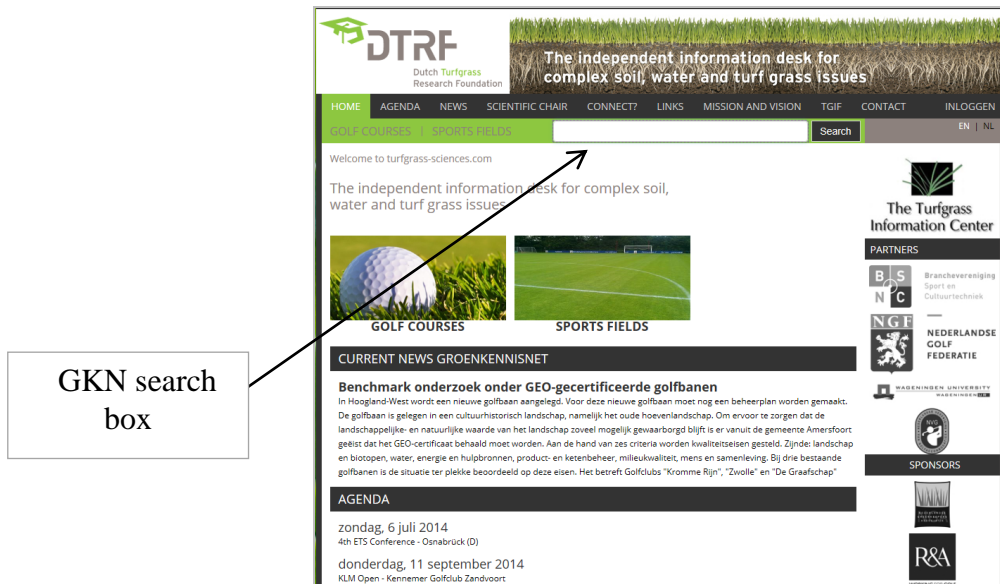 GKN search
box
DTRF
Dutch Turfgrass
Research Foundation
The independent information desk for
complex soil, water and turf grass issues
HOME AGENDA NEWS SCIENTIFIC CHAIR CONNECT? LINKS MISSION AND VISION TGIF CONTACT INLOGGEN
GOLF COURSES | SPORTS FIELDS Search EN | NL
Welcome to turfgrass-sciences.com
The independent information desk for complex soil,
water and turf grass issues
GOLF COURSES SPORTS FIELDS
CURRENT NEWS GROENKENNISNET
Benchmark onderzoek onder GEO-gecertificeerde golfbanen
In Hoogland-West wordt een nieuwe golfbaan aangelegd. Voor deze nieuwe golfbaan moet nog een beheerplan worden gemaakt.
De golfbaan is gelegen in een cultuurhistorisch landschap, namelijk het oude hoevenlandschap. Om ervoor te zorgen dat de
landschappelijke- en natuurlijke waarde van het landschap zoveel mogelijk gewaarborgd blijft is er vanuit de gemeente Amersfoort
geëist dat het GEO-certificaat behaald moet worden. Aan de hand van zes criteria worden kwaliteitseisen gesteld. Zijnde: landschap
en biotopen, water, energie en hulpbronnen, product- en ketenbeheer, milieukwaliteit, mens en samenleving. Bij drie bestaande
golfbanen is de situatie ter plekke beoordeeld op deze eisen. Het betreft Golfclubs "Kromme Rijn", "Zwolle" en "De Graafschap"
AGENDA
zondag, 6 juli 2014
4th ETS Conference - Osnabrück (D)
donderdag, 11 september 2014
KLM Open - Kennemer Golfclub Zandvoort
The Turfgrass
Information Center
PARTNERS
BSNC
Branchevereniging
Sport en
Cultuurtechniek
NGF
NEDERLANDSE
GOLF
FEDERATIE
WAGENINGEN UNIVERSITY
WAGENINGEN UR
NVG
SPONSORS
R&A